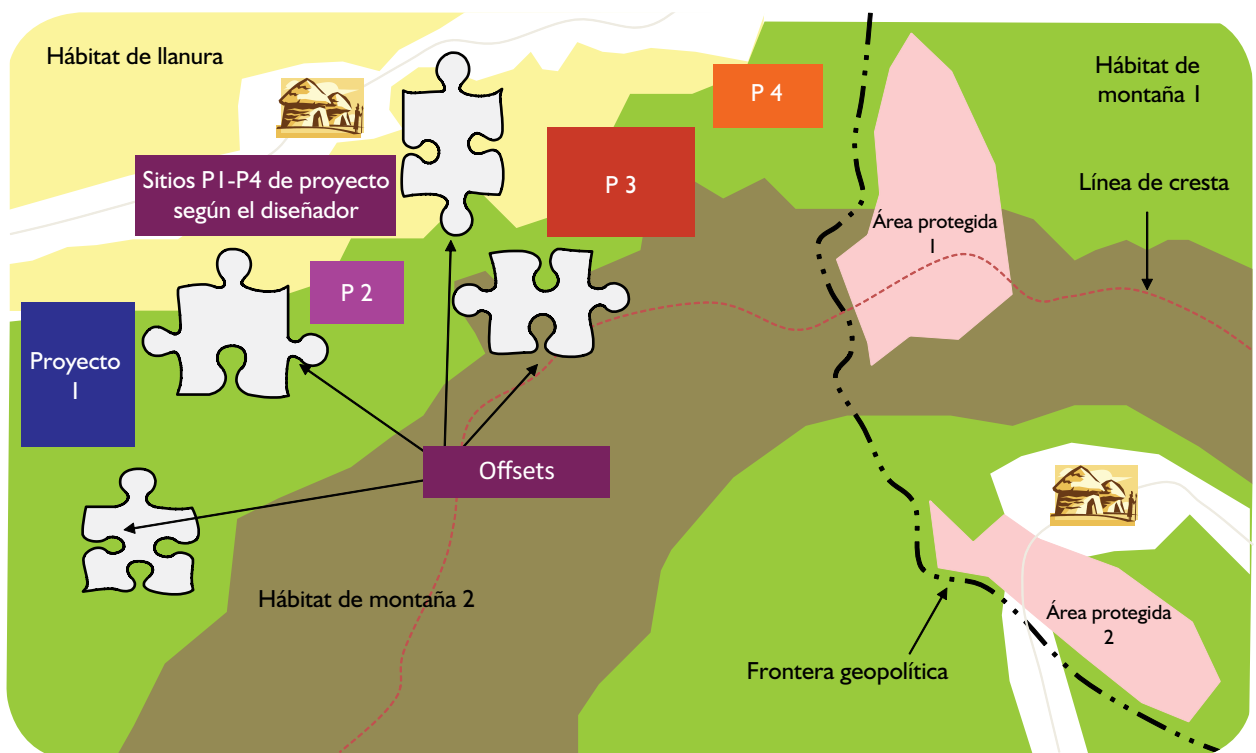 Hábitat de llanura
P 4
Hábitat de
montaña 1
Sitios P1-P4 de proyecto
según el diseñador
P 3
Línea de cresta
Área protegida
1
P 2
Proyecto
1
Offsets
Hábitat de montaña 2
Área protegida
2
Frontera geopolítica